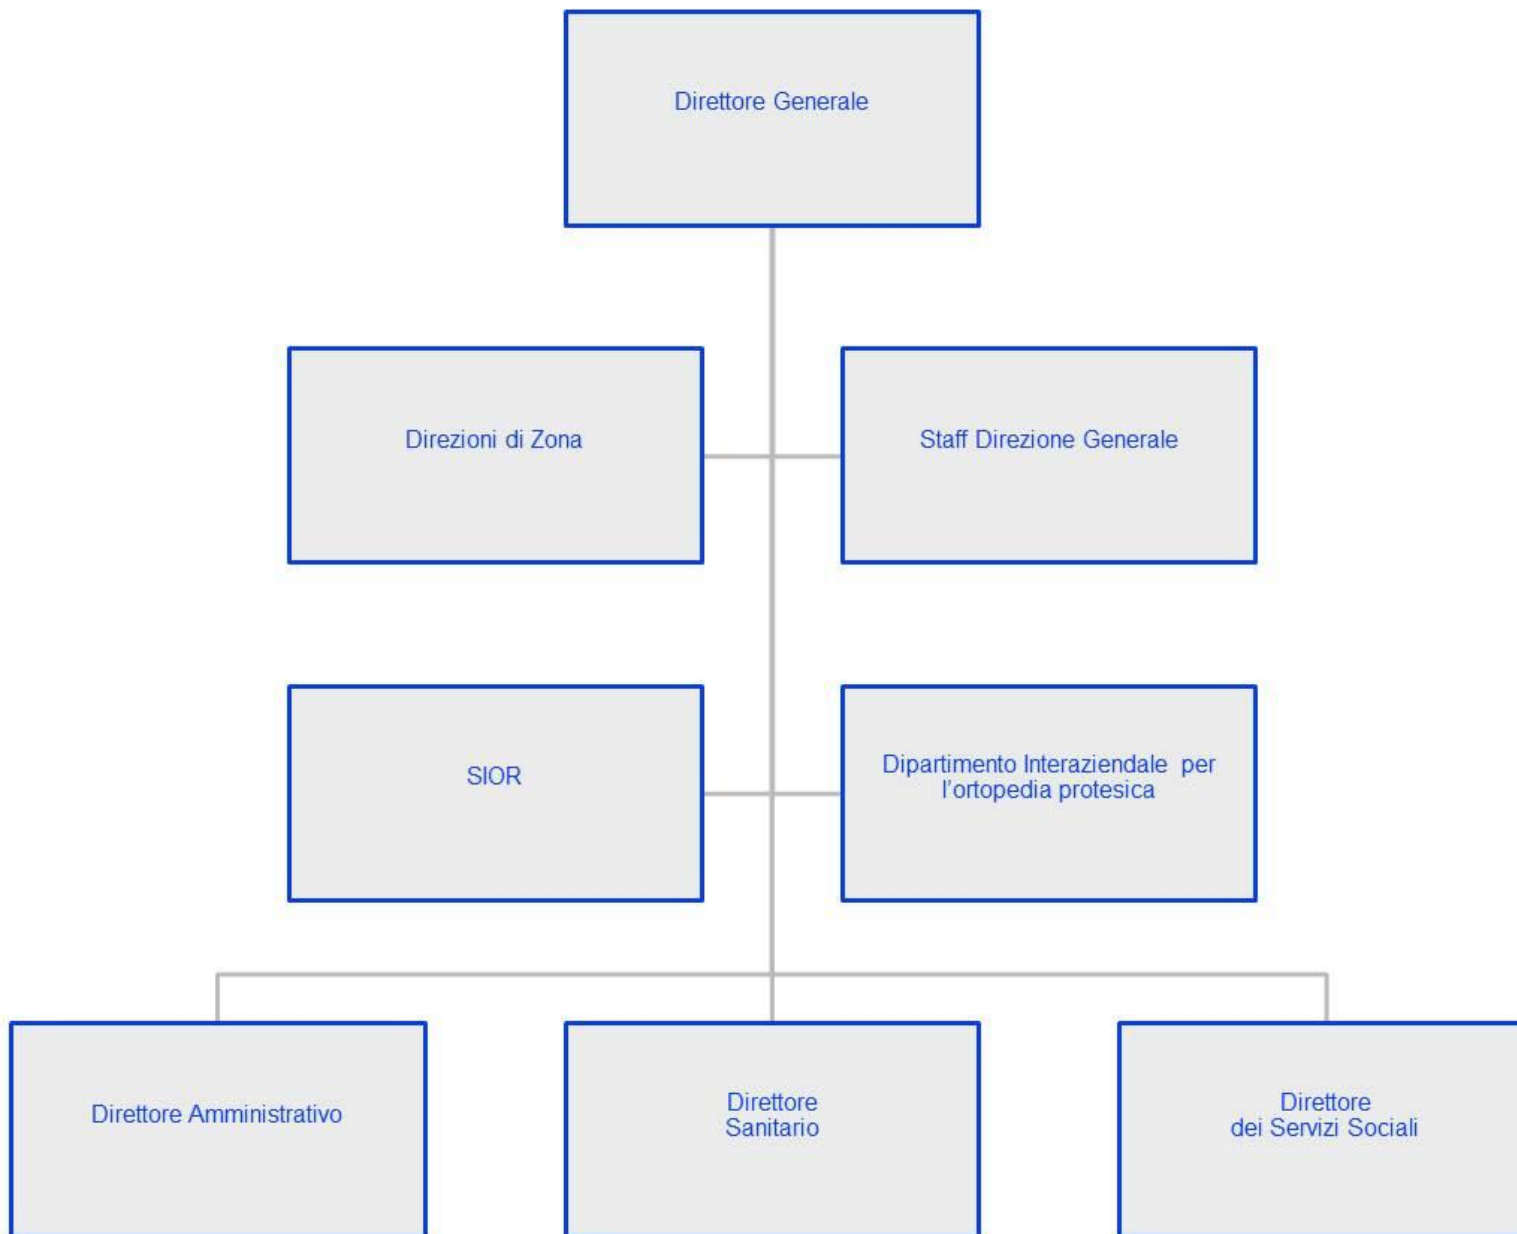 Direttore Generale
Direzioni di Zona
Staff Direzione Generale
SIOR
Dipartimento Interaziendale  per
l'ortopedia protesica
Direttore Amministrativo
Direttore
Sanitario
Direttore
dei Servizi Sociali